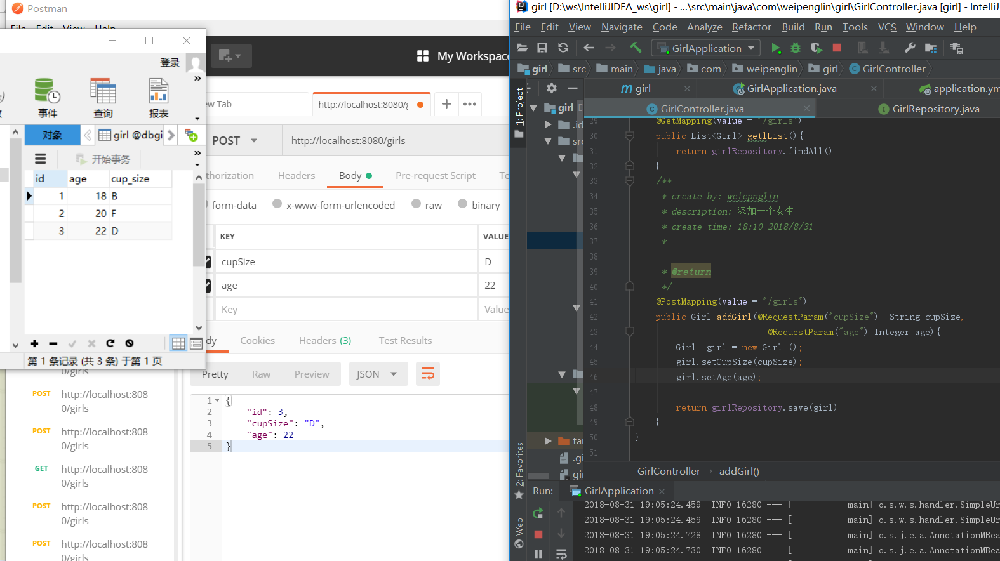 Postman
File Edit View Help
登录
事件
查询
报表
对象
girl @dbgi
开始事务
id age cup_size
1 18 B
2 20 F
3 22 D
第 1 条记录 (共 3 条) 于第 1 页
0/girls
POST http://localhost:808
0/girls
POST http://localhost:808
0/girls
GET http://localhost:808
0/girls
POST http://localhost:808
0/girls
POST http://localhost:808
0/girls
My Workspace
ew Tab
http://localhost:8080/g
POST http://localhost:8080/girls
thorization Headers Body Pre-request Script Te
form-data x-www-form-urlencoded raw binary
KEY VALUE
cupSize D
age 22
Key Value
dy Cookies Headers (3) Test Results
Pretty Raw Preview JSON
1 {
2 "id": 3,
3 "cupSize": "D",
4 "age": 22
5 }
girl [D:\ws\IntelliJIDEA_ws\girl] - ...\src\main\java\com\weipenglin\girl\GirlController.java [girl] - IntelliJ
File Edit View Navigate Code Analyze Refactor Build Run Tools VCS Window Help
GirlApplication
girl src main java com weipenglin girl GirlController
1: Project
girl D
.id
src
tar
.gi
girl
2: Favorites
Web
m girl GirlApplication.java application.ym
GirlController.java GirlRepository.java
29 @GetMapping(value = "/girls")
30 public List<Girl> getlList(){
31 return girlRepository.findAll();
32 }
33 /**
34 * create by: weiepnglin
35 * description: 添加一个女生
36 * create time: 18:10 2018/8/31
37 *
38
39 * @return
40 */
41 @PostMapping(value = "/girls")
42 public Girl addGirl(@RequestParam("cupSize") String cupSize,
43 @RequestParam("age") Integer age){
44 Girl girl = new Girl ();
45 girl.setCupSize(cupSize);
46 girl.setAge(age);
47
48 return girlRepository.save(girl);
49 }
50 }
51
GirlController › addGirl()
Run: GirlApplication
2018-08-31 19:05:24.459 INFO 16280 --- [ main] o.s.w.s.handler.SimpleUr
2018-08-31 19:05:24.459 INFO 16280 --- [ main] o.s.w.s.handler.SimpleUr
2018-08-31 19:05:24.728 INFO 16280 --- [ main] o.s.j.e.a.AnnotationMBea
2018-08-31 19:05:24.730 INFO 16280 --- [ main] o.s.j.e.a.AnnotationMBea